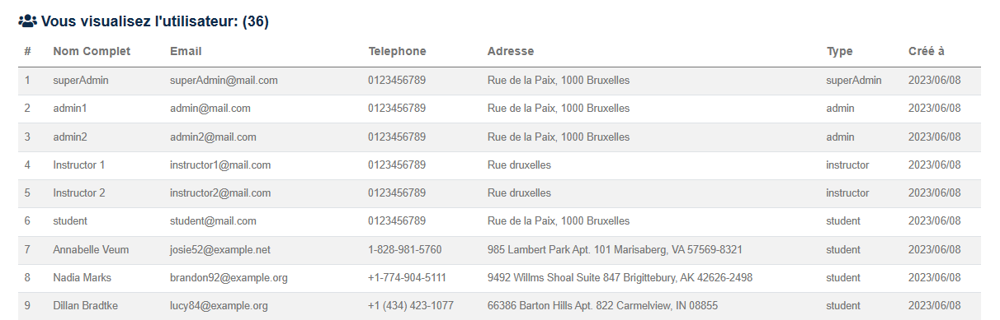 Vous visualisez l'utilisateur: (36)
# Nom Complet Email Telephone Adresse Type Créé à
1 superAdmin superAdmin@mail.com 0123456789 Rue de la Paix, 1000 Bruxelles superAdmin 2023/06/08
2 admin1 admin@mail.com 0123456789 Rue de la Paix, 1000 Bruxelles admin 2023/06/08
3 admin2 admin2@mail.com 0123456789 Rue de la Paix, 1000 Bruxelles admin 2023/06/08
4 Instructor 1 instructor1@mail.com 0123456789 Rue druxelles instructor 2023/06/08
5 Instructor 2 instructor2@mail.com 0123456789 Rue druxelles instructor 2023/06/08
6 student student@mail.com 0123456789 Rue de la Paix, 1000 Bruxelles student 2023/06/08
7 Annabelle Veum josie52@example.net 1-828-981-5760 985 Lambert Park Apt. 101 Marisaberg, VA 57569-8321 student 2023/06/08
8 Nadia Marks brandon92@example.org +1-774-904-5111 9492 Willms Shoal Suite 847 Brigittebury, AK 42626-2498 student 2023/06/08
9 Dillan Bradtke lucy84@example.org +1 (434) 423-1077 66386 Barton Hills Apt. 822 Carmelview, IN 08855 student 2023/06/08